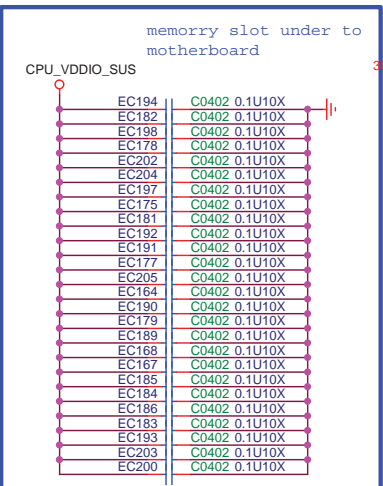 memorry slot under to
motherboard
CPU_VDDIO_SUS
3
EC194 C0402 0.1U10X
EC182 C0402 0.1U10X
EC198 C0402 0.1U10X
EC178 C0402 0.1U10X
EC202 C0402 0.1U10X
EC204 C0402 0.1U10X
EC197 C0402 0.1U10X
EC175 C0402 0.1U10X
EC181 C0402 0.1U10X
EC192 C0402 0.1U10X
EC191 C0402 0.1U10X
EC177 C0402 0.1U10X
EC205 C0402 0.1U10X
EC164 C0402 0.1U10X
EC190 C0402 0.1U10X
EC179 C0402 0.1U10X
EC189 C0402 0.1U10X
EC168 C0402 0.1U10X
EC167 C0402 0.1U10X
EC185 C0402 0.1U10X
EC184 C0402 0.1U10X
EC186 C0402 0.1U10X
EC183 C0402 0.1U10X
EC193 C0402 0.1U10X
EC203 C0402 0.1U10X
EC200 C0402 0.1U10X